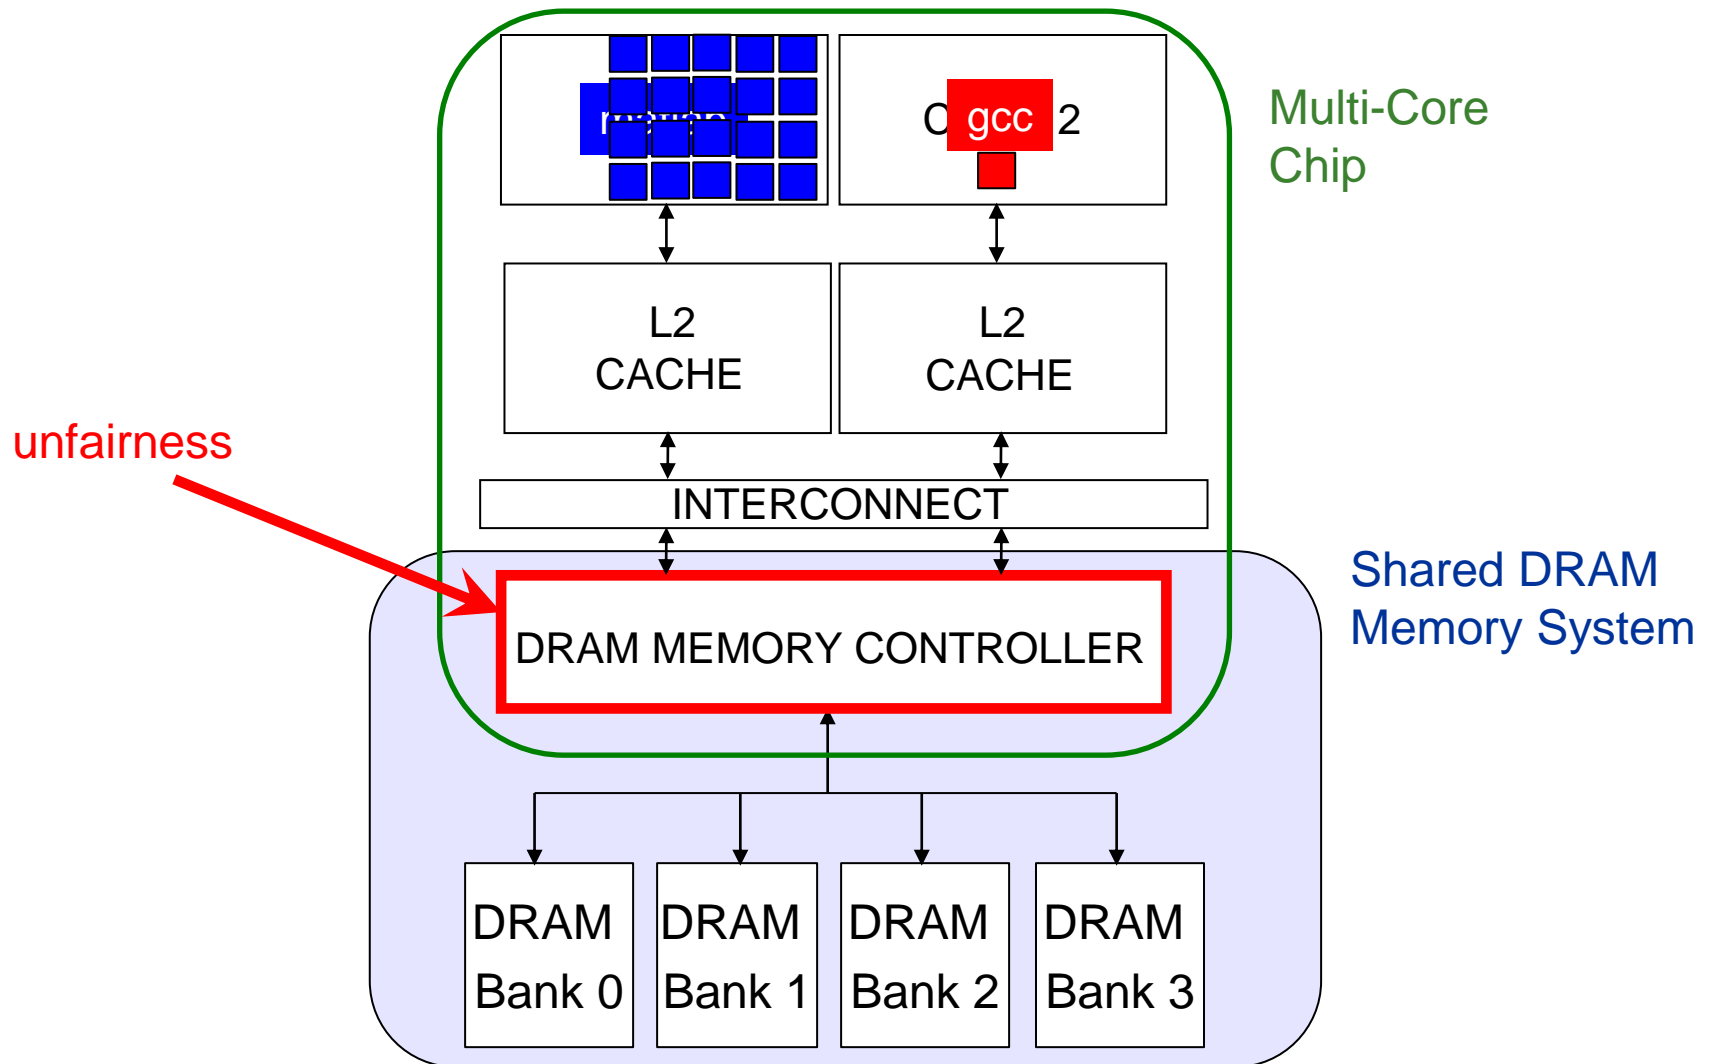 gcc
2
Multi-Core
Chip
L2
CACHE
L2
CACHE
unfairness
INTERCONNECT
Shared DRAM
Memory System
DRAM MEMORY CONTROLLER
DRAM
Bank 0
DRAM
Bank 1
DRAM
Bank 2
DRAM
Bank 3